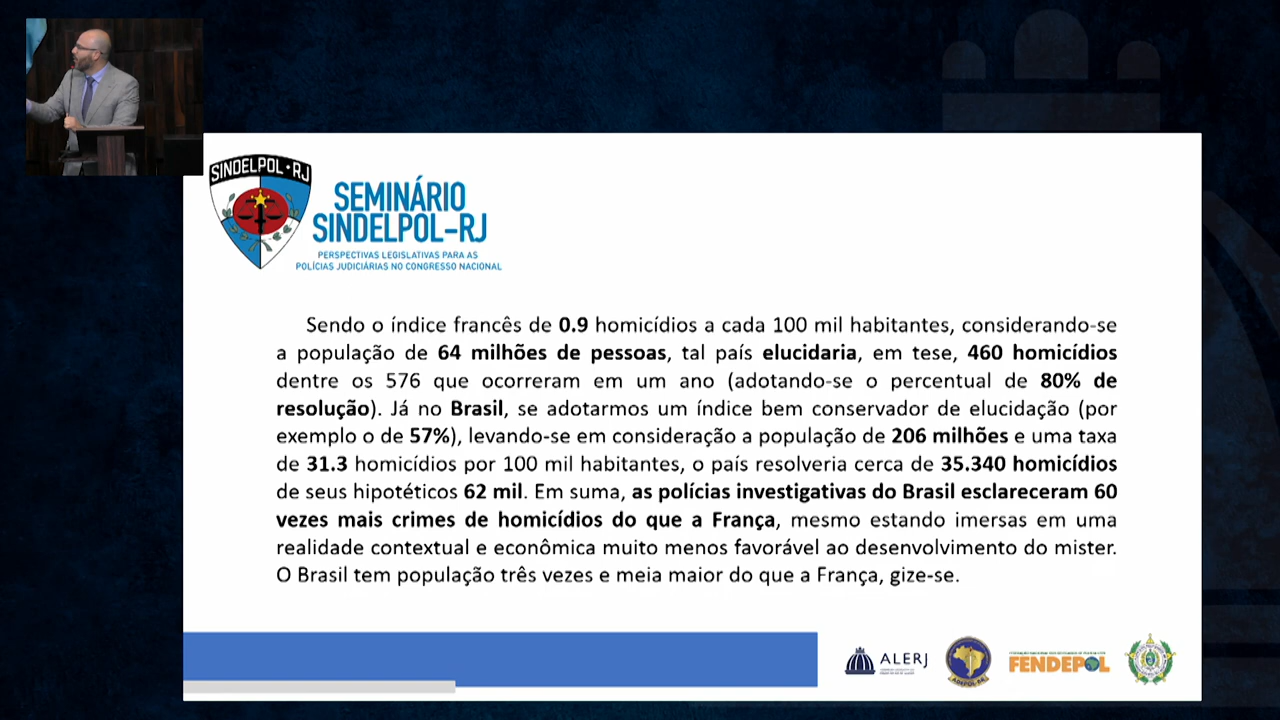 SINDELPOL • RJ
SEMINÁRIO
SINDELPOL-RJ
PERSPECTIVAS LEGISLATIVAS PARA AS
POLÍCIAS JUDICIÁRIAS NO CONGRESSO NACIONAL
Sendo o índice francês de 0.9 homicídios a cada 100 mil habitantes, considerando-se
a população de 64 milhões de pessoas, tal país elucidaria, em tese, 460 homicídios
dentre os 576 que ocorreram em um ano (adotando-se o percentual de 80% de
resolução). Já no Brasil, se adotarmos um índice bem conservador de elucidação (por
exemplo o de 57%), levando-se em consideração a população de 206 milhões e uma taxa
de 31.3 homicídios por 100 mil habitantes, o país resolveria cerca de 35.340 homicídios
de seus hipotéticos 62 mil. Em suma, as polícias investigativas do Brasil esclareceram 60
vezes mais crimes de homicídios do que a França, mesmo estando imersas em uma
realidade contextual e econômica muito menos favorável ao desenvolvimento do mister.
O Brasil tem população três vezes e meia maior do que a França, gize-se.
ALERJ
ADEPOL-RJ
FENDEPOL